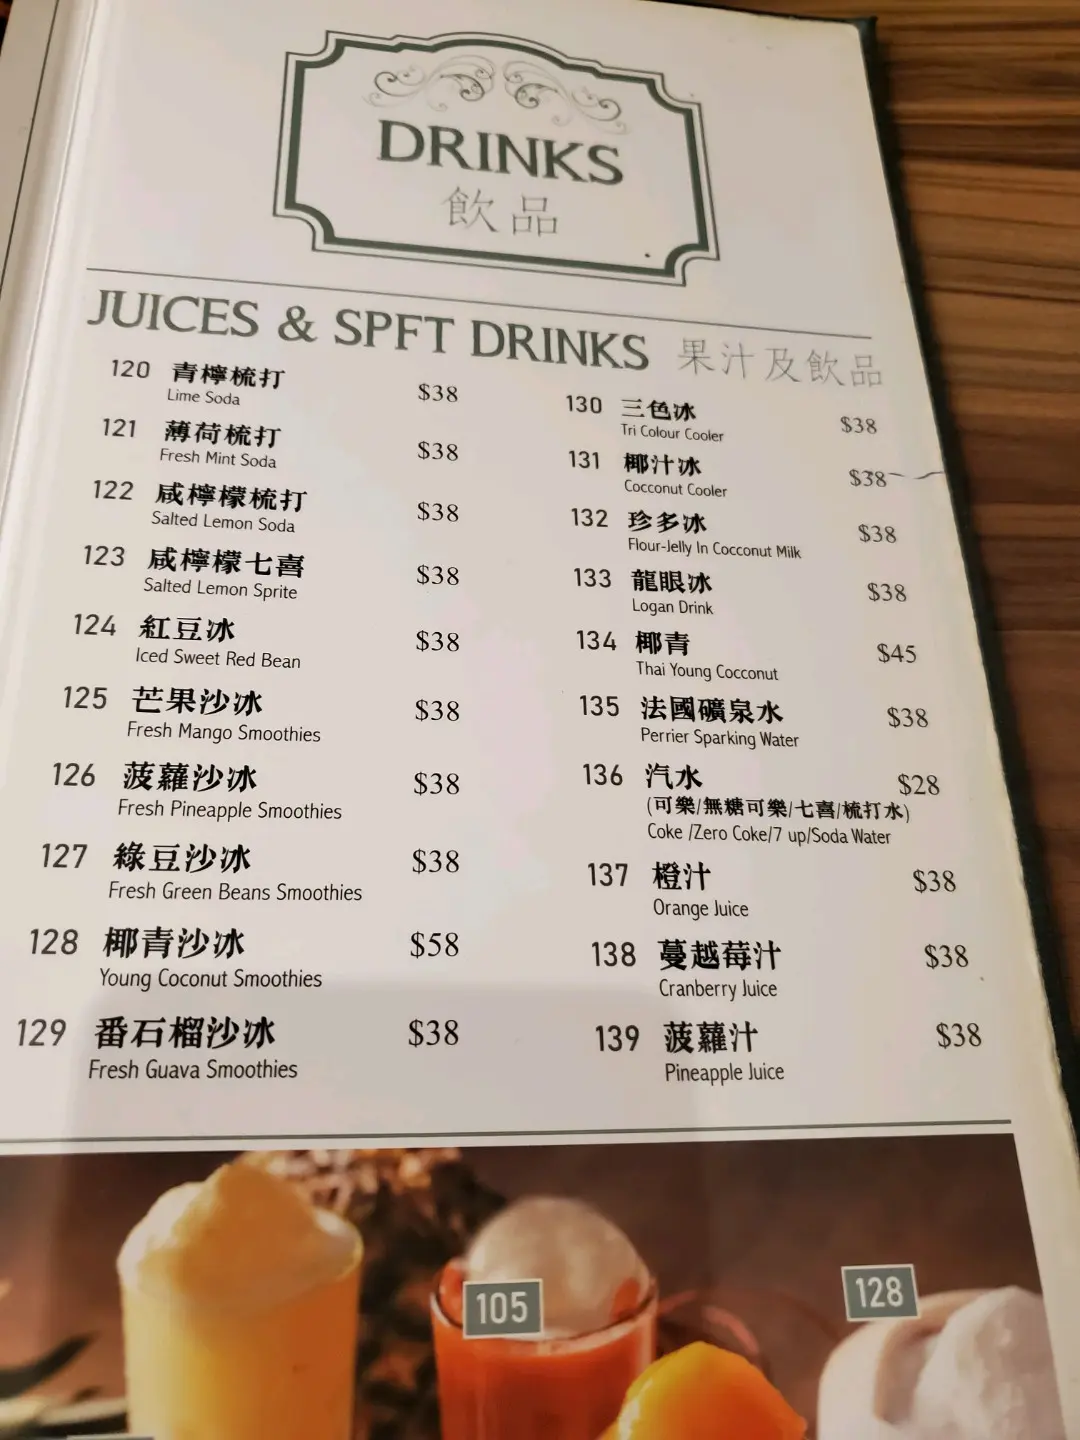 DRINKS
飲品
JUICES & SPFT DRINKS 果汁及飲品
120 青檸梳打 $38
Lime Soda
121 薄荷梳打 $38
Fresh Mint Soda
122 咸檸檬梳打 $38
Salted Lemon Soda
123 咸檸檬七喜 $38
Salted Lemon Sprite
124 紅豆冰 $38
Iced Sweet Red Bean
125 芒果沙冰 $38
Fresh Mango Smoothies
126 菠蘿沙冰 $38
Fresh Pineapple Smoothies
127 綠豆沙冰 $38
Fresh Green Beans Smoothies
128 椰青沙冰 $58
Young Coconut Smoothies
129 番石榴沙冰 $38
Fresh Guava Smoothies
130 三色冰 $38
Tri Colour Cooler
131 椰汁冰 $38
Cocconut Cooler
132 珍多冰 $38
Flour-Jelly In Cocconut Milk
133 龍眼冰 $38
Logan Drink
134 椰青 $45
Thai Young Cocconut
135 法國礦泉水 $38
Perrier Sparking Water
136 汽水 $28
(可樂/無糖可樂/七喜/梳打水)
Coke /Zero Coke/7 up/Soda Water
137 橙汁 $38
Orange Juice
138 蔓越莓汁 $38
Cranberry Juice
139 菠蘿汁 $38
Pineapple Juice
105
128